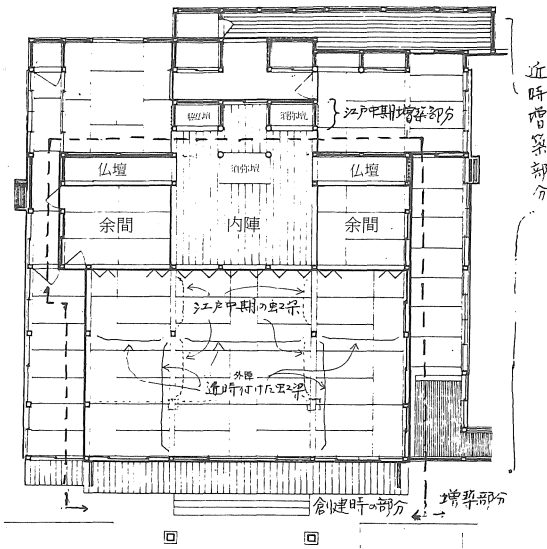 近時増築部分
江戸中期増築部分
脇壇
須弥壇
仏壇
須弥壇
仏壇
余間
内陣
余間
江戸中期の虹梁
外陣
近時付けた虹梁
創建時の部分
増築部分